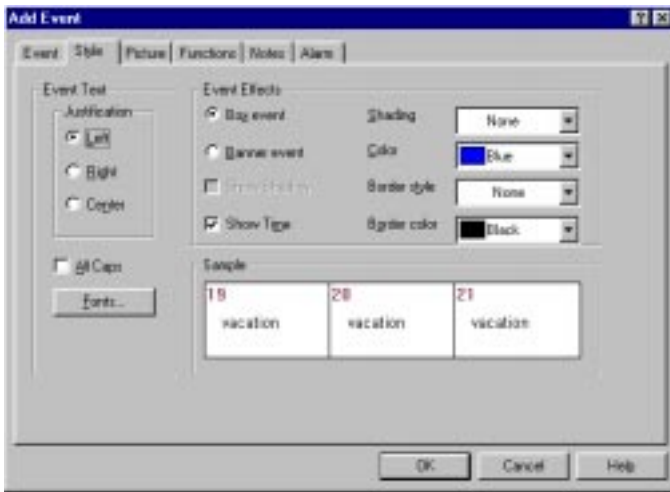 Add Event
Event Style Picture Functions Notes Alarm
Event Text
Justification
Left
Right
Center
All Caps
Fonts...
Event Effects
Box event
Banner event
Show Shadow
Show Time
Shading None
Color Blue
Border style None
Border color Black
Sample
19 20 21
vacation vacation vacation
OK Cancel Help